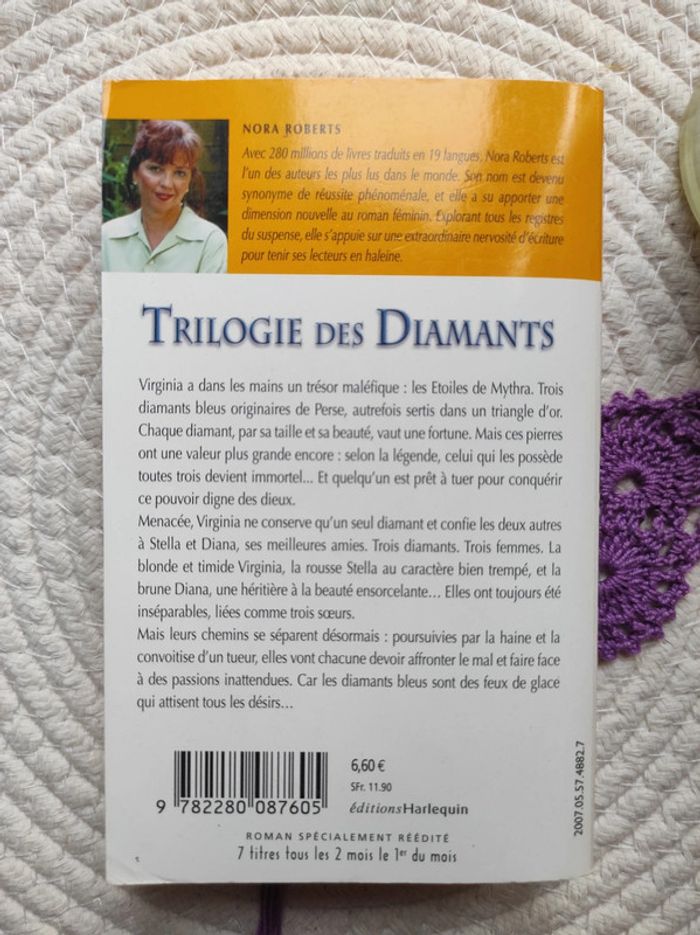 NORA ROBERTS
Avec 280 millions de livres traduits en 19 langues, Nora Roberts est
l'un des auteurs les plus lus dans le monde. Son nom est devenu
synonyme de réussite phénoménale, et elle a su apporter une
dimension nouvelle au roman féminin. Explorant tous les registres
du suspense, elle s'appuie sur une extraordinaire nervosité d'écriture
pour tenir ses lecteurs en haleine.
TRILOGIE DES DIAMANTS
Virginia a dans les mains un trésor maléfique : les Etoiles de Mythra. Trois
diamants bleus originaires de Perse, autrefois sertis dans un triangle d'or.
Chaque diamant, par sa taille et sa beauté, vaut une fortune. Mais ces pierres
ont une valeur plus grande encore : selon la légende, celui qui les possède
toutes trois devient immortel... Et quelqu'un est prêt à tuer pour conquérir
ce pouvoir digne des dieux.
Menacée, Virginia ne conserve qu'un seul diamant et confie les deux autres
à Stella et Diana, ses meilleures amies. Trois diamants. Trois femmes. La
blonde et timide Virginia, la rousse Stella au caractère bien trempé, et la
brune Diana, une héritière à la beauté ensorcelante... Elles ont toujours été
inséparables, liées comme trois sœurs.
Mais leurs chemins se séparent désormais : poursuivies par la haine et la
convoitise d'un tueur, elles vont chacune devoir affronter le mal et faire face
à des passions inattendues. Car les diamants bleus sont des feux de glace
qui attisent tous les désirs...
6,60 €
SFr. 11.90
9 782280 087605
éditionsHarlequin
2007.05.57.4882.7
ROMAN SPÉCIALEMENT RÉÉDITÉ
7 titres tous les 2 mois le 1er du mois